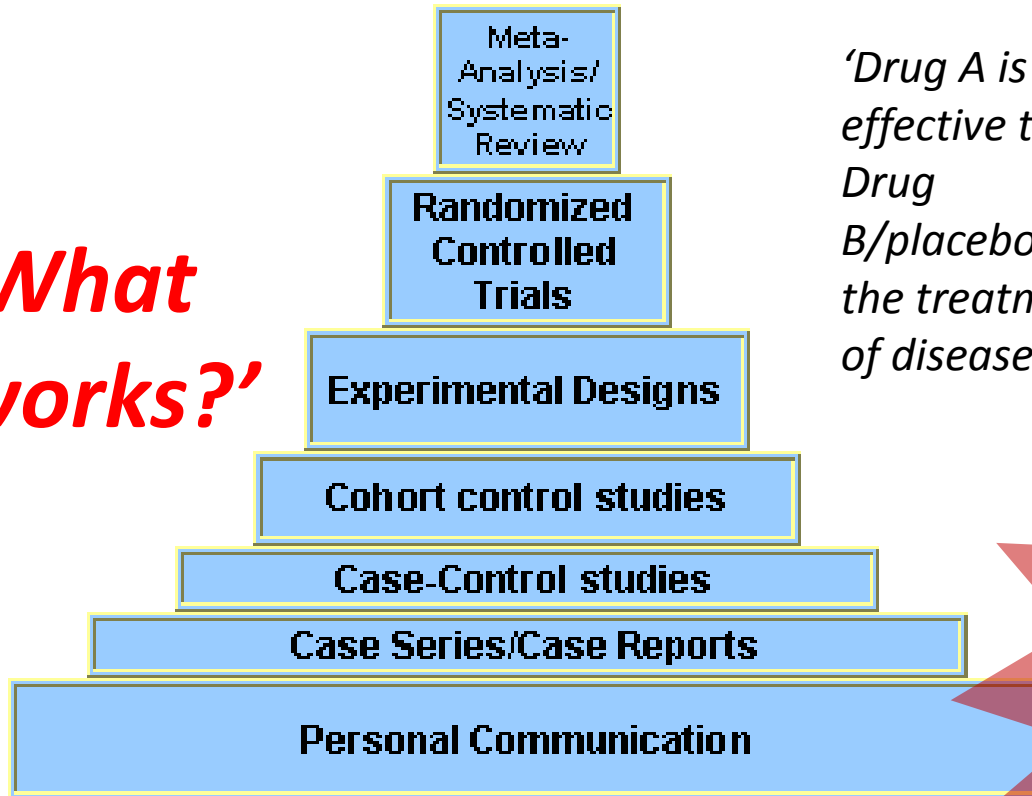 Meta-
Analysis/
Systematic
Review
Randomized
Controlled
Trials
Experimental Designs
Cohort control studies
Case-Control studies
Case Series/Case Reports
Personal Communication
What
works?’
‘Drug A is
effective t
Drug
B/placebo
the treatm
of disease